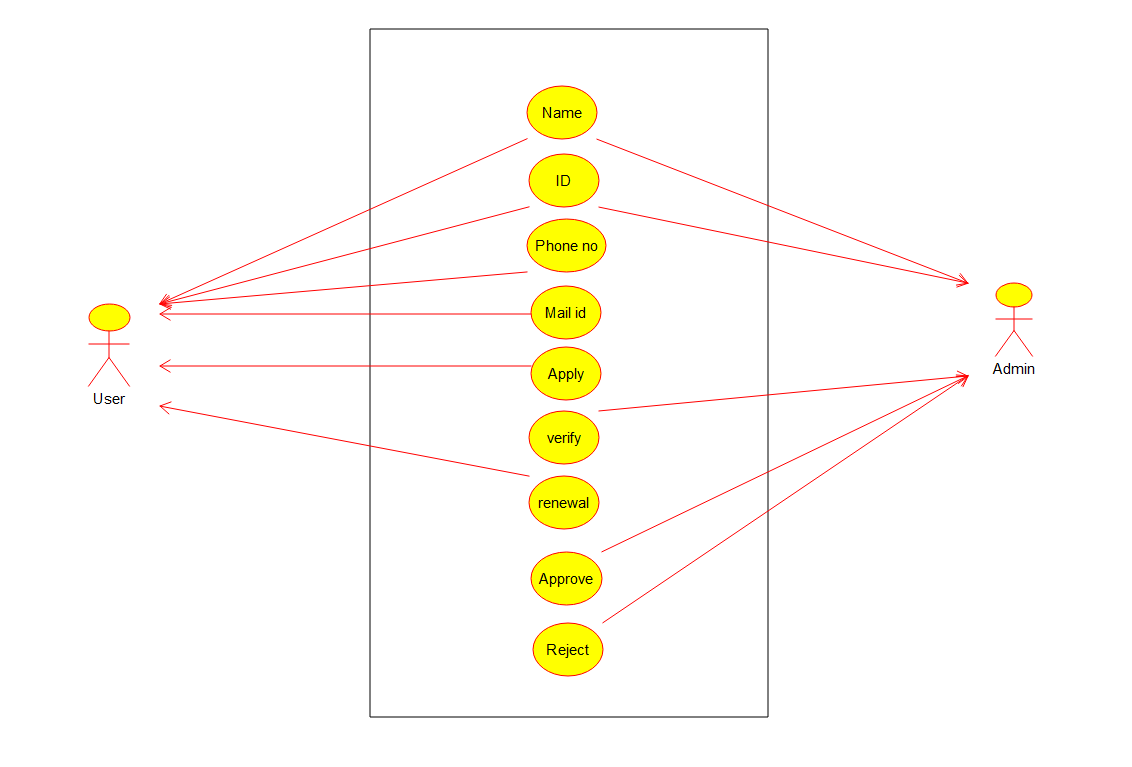 Name
ID
Phone no
Mail id
Apply
verify
renewal
Approve
Reject
User
Admin